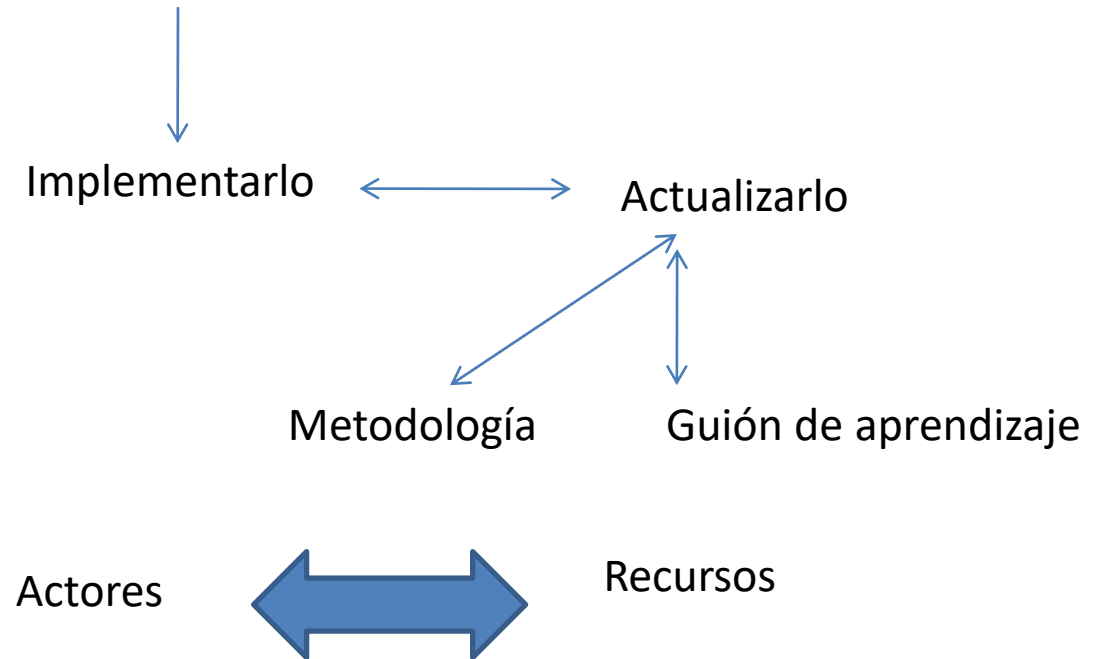 Implementarlo
Actualizarlo
Metodología
Guión de aprendizaje
Actores
Recursos